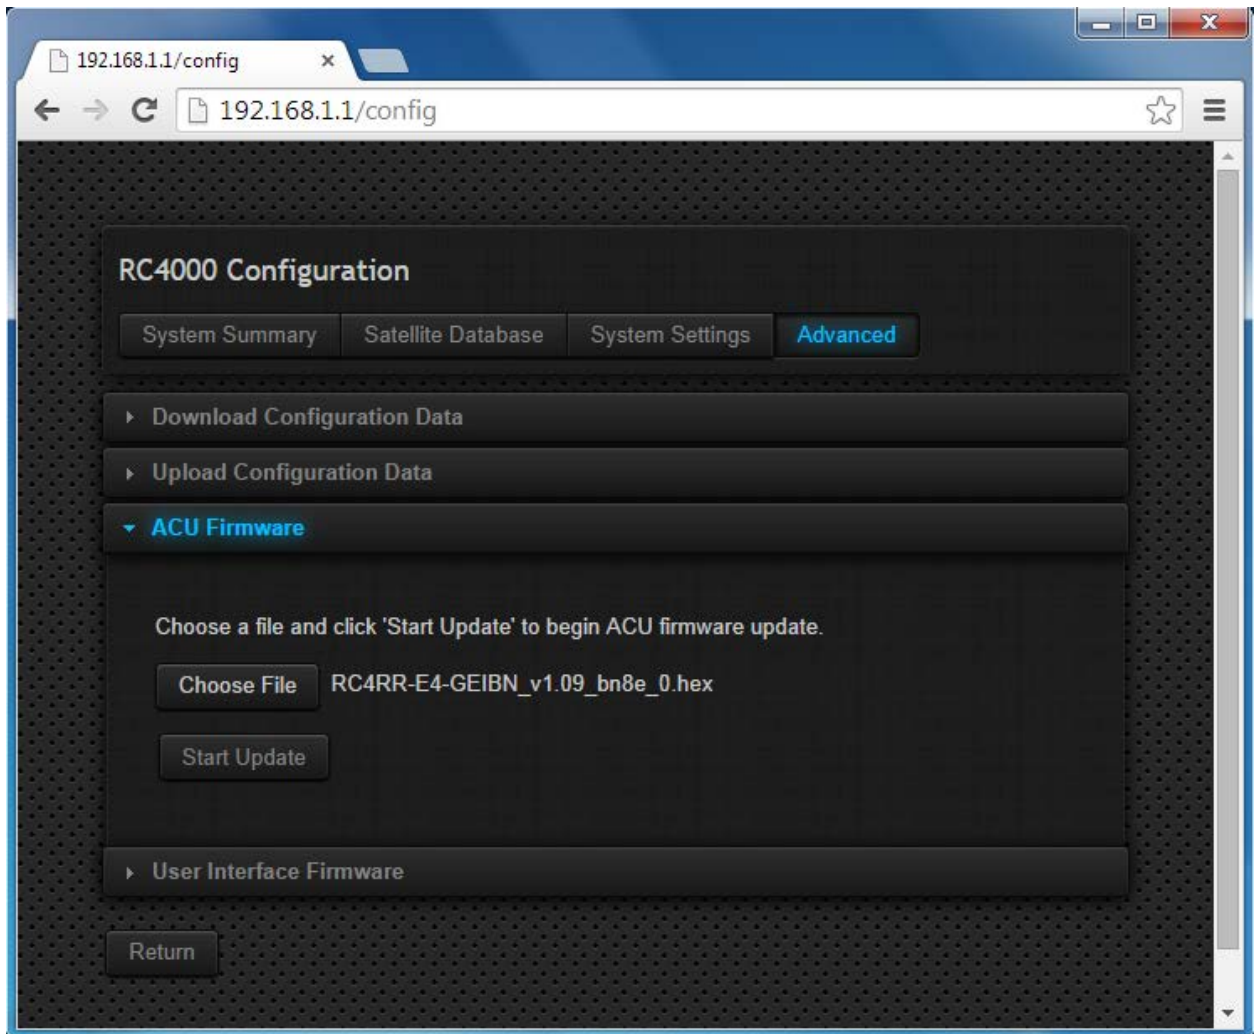 192.168.1.1/config
192.168.1.1/config
RC4000 Configuration
System Summary Satellite Database System Settings Advanced
Download Configuration Data
Upload Configuration Data
ACU Firmware
Choose a file and click 'Start Update' to begin ACU firmware update.
Choose File RC4RR-E4-GEIBN_v1.09_bn8e_0.hex
Start Update
User Interface Firmware
Return